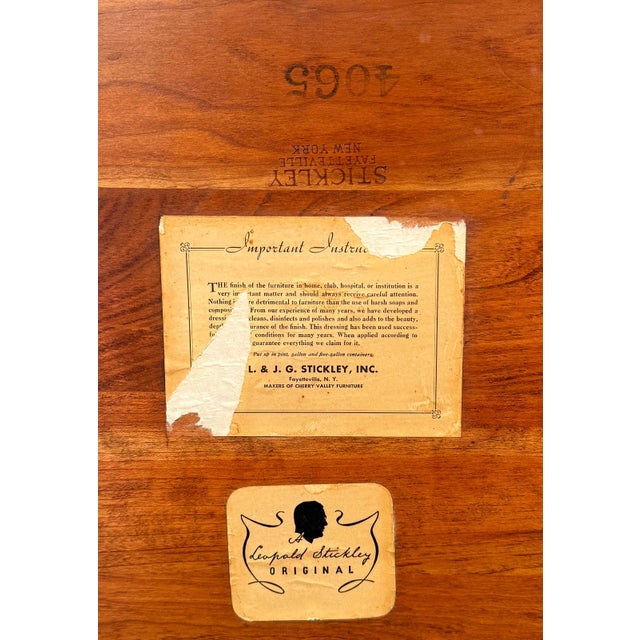 4065
STICKLEY
FAYETTEVILLE
NEW YORK
Important
THE finish of the furniture in home, club, hospital, or institution is a
very important matter and should always receive careful attention.
Nothing is more detrimental to furniture than the use of harsh soaps and
From our experience of many years, we have developed a
cleans, disinfects and polishes and also adds to the beauty,
of the finish. This dressing has been used success-
conditions for many years. When applied according to
guarantee everything we claim for it.
Put up in pint, gallon and five-gallon containers.
L. & J. G. STICKLEY, INC.
Fayetteville, N. Y.
MAKERS OF CHERRY VALLEY FURNITURE
A
Leopold Stickley
ORIGINAL